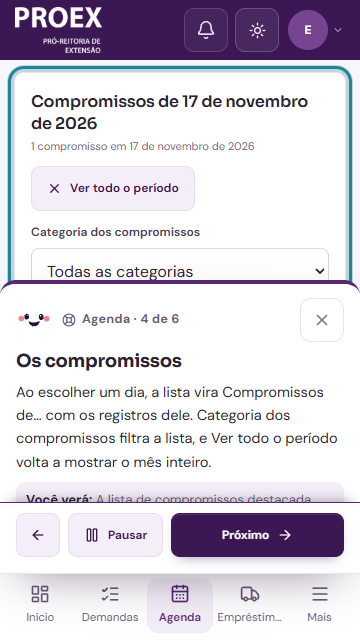 PROEX
PRÓ-REITORIA DE
EXTENSÃO
E
Compromissos de 17 de novembro
de 2026
1 compromisso em 17 de novembro de 2026
Ver todo o período
Categoria dos compromissos
Todas as categorias
Agenda · 4 de 6
Os compromissos
Ao escolher um dia, a lista vira Compromissos
de... com os registros dele. Categoria dos
compromissos filtra a lista, e Ver todo o período
volta a mostrar o mês inteiro.
Você verá: A lista de compromissos destacada
Pausar
Próximo
Início
Demandas
Agenda
Empréstim...
Mais